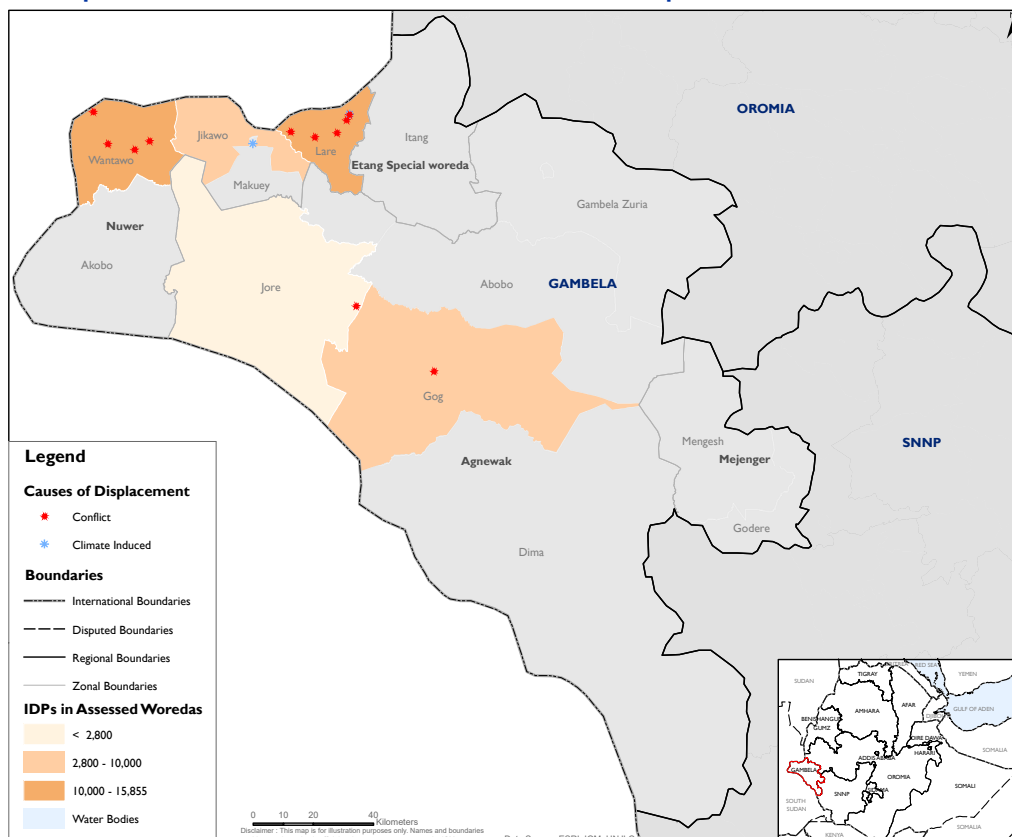 OROMIA
Itang
Jikawo
Lare
Wantawo
Etang Special woreda
Makuey
Gambela Zuria
Nuwer
Akobo
Jore
Abobo
GAMBELA
Gog
Mengesh
SNNP
Agnewak
Mejenger
Godere
Dima
Legend
Causes of Displacement
Conflict
Climate Induced
Boundaries
International Boundaries
Disputed Boundaries
Regional Boundaries
Zonal Boundaries
IDPs in Assessed Woredas
< 2,800
2,800 - 10,000
10,000 - 15,855
Water Bodies
0 10 20 40
Kilometers
Disclaimer : This map is for illustration purposes only. Names and boundaries
RED SEA
SUDAN
TIGRAY
YEMEN
AFAR
AMHARA
GULF OF ADEN
BENISHANGUL
GUMZ
DIRE DAWA
HARARI
SOMALIA
ADDIS ABABA
GAMBELA
OROMIA
SNNP
SOMALI
SOUTH
SUDAN
SOMALIA
KENYA